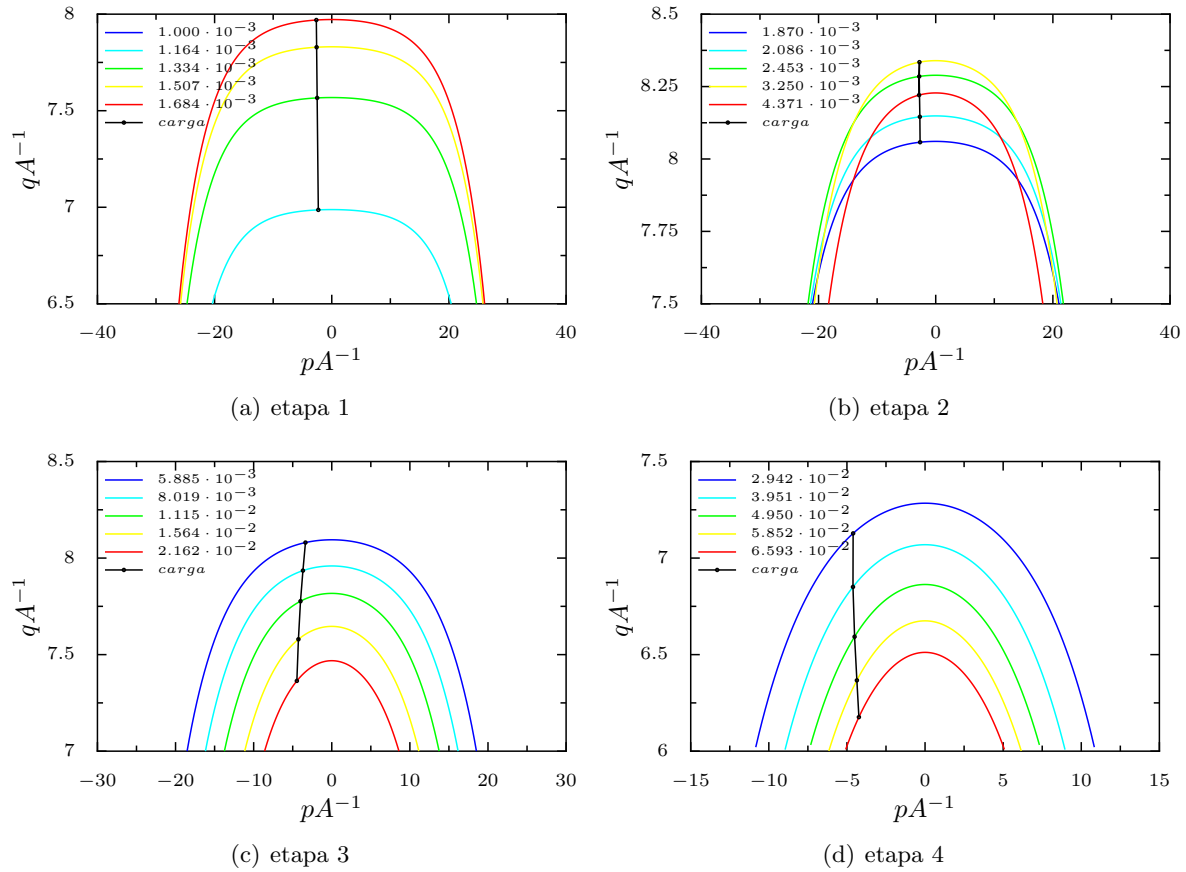 8
7.5
7
6.5
−40
−20
0
20
40
qA⁻¹
pA⁻¹
1.000 · 10⁻³
1.164 · 10⁻³
1.334 · 10⁻³
1.507 · 10⁻³
1.684 · 10⁻³
carga
(a) etapa 1
8.5
8.25
8
7.75
7.5
−40
−20
0
20
40
qA⁻¹
pA⁻¹
1.870 · 10⁻³
2.086 · 10⁻³
2.453 · 10⁻³
3.250 · 10⁻³
4.371 · 10⁻³
carga
(b) etapa 2
8.5
8
7.5
7
−30
−20
−10
0
10
20
30
qA⁻¹
pA⁻¹
5.885 · 10⁻³
8.019 · 10⁻³
1.115 · 10⁻²
1.564 · 10⁻²
2.162 · 10⁻²
carga
(c) etapa 3
7.5
7
6.5
6
−15
−10
−5
0
5
10
15
qA⁻¹
pA⁻¹
2.942 · 10⁻²
3.951 · 10⁻²
4.950 · 10⁻²
5.852 · 10⁻²
6.593 · 10⁻²
carga
(d) etapa 4